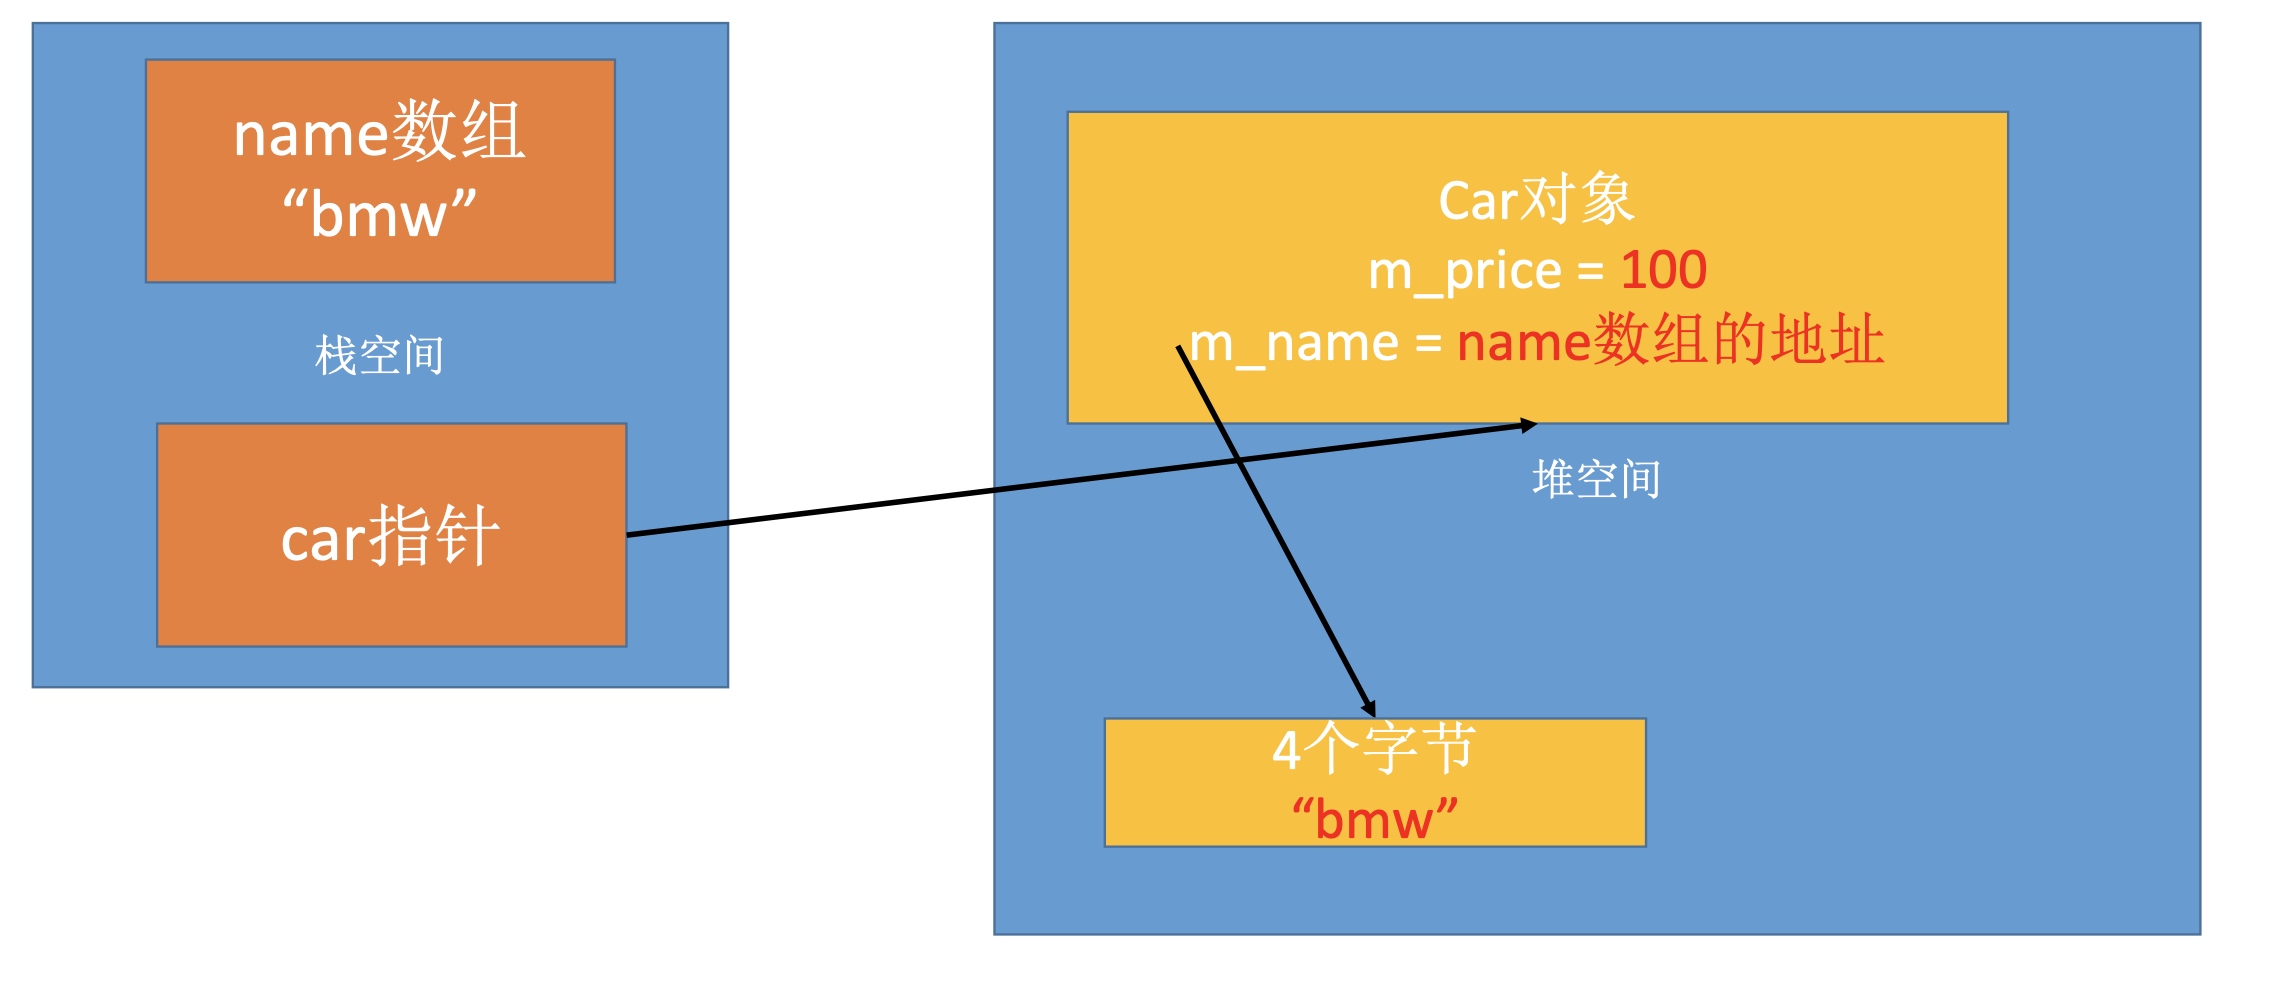 name数组
“bmw”
栈空间
car指针
Car对象
m_price = 100
m_name = name数组的地址
堆空间
4个字节
“bmw”